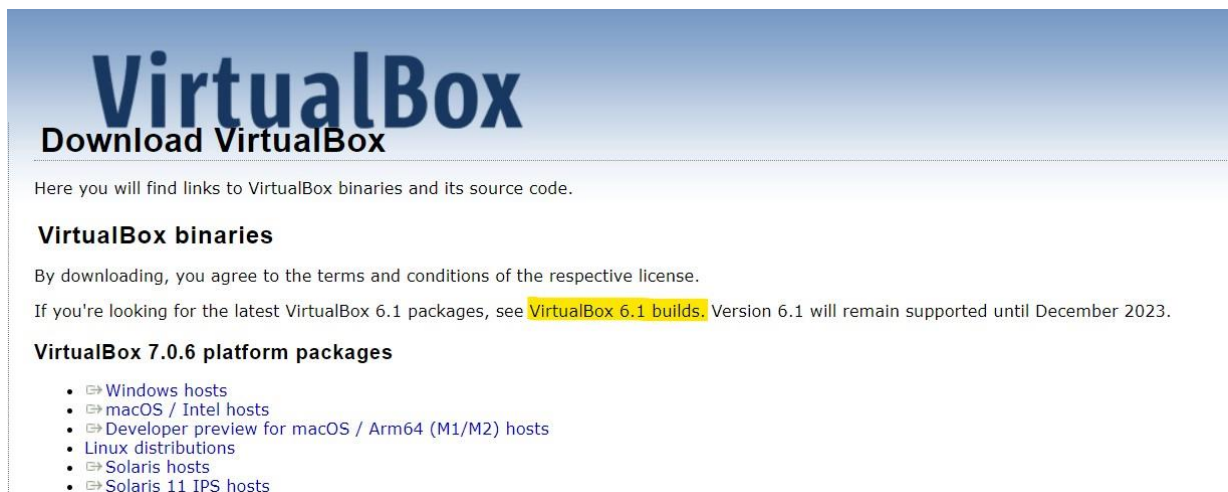 VirtualBox
Download VirtualBox
Here you will find links to VirtualBox binaries and its source code.
VirtualBox binaries
By downloading, you agree to the terms and conditions of the respective license.
If you're looking for the latest VirtualBox 6.1 packages, see VirtualBox 6.1 builds. Version 6.1 will remain supported until December 2023.
VirtualBox 7.0.6 platform packages
Windows hosts
macOS / Intel hosts
Developer preview for macOS / Arm64 (M1/M2) hosts
Linux distributions
Solaris hosts
Solaris 11 IPS hosts